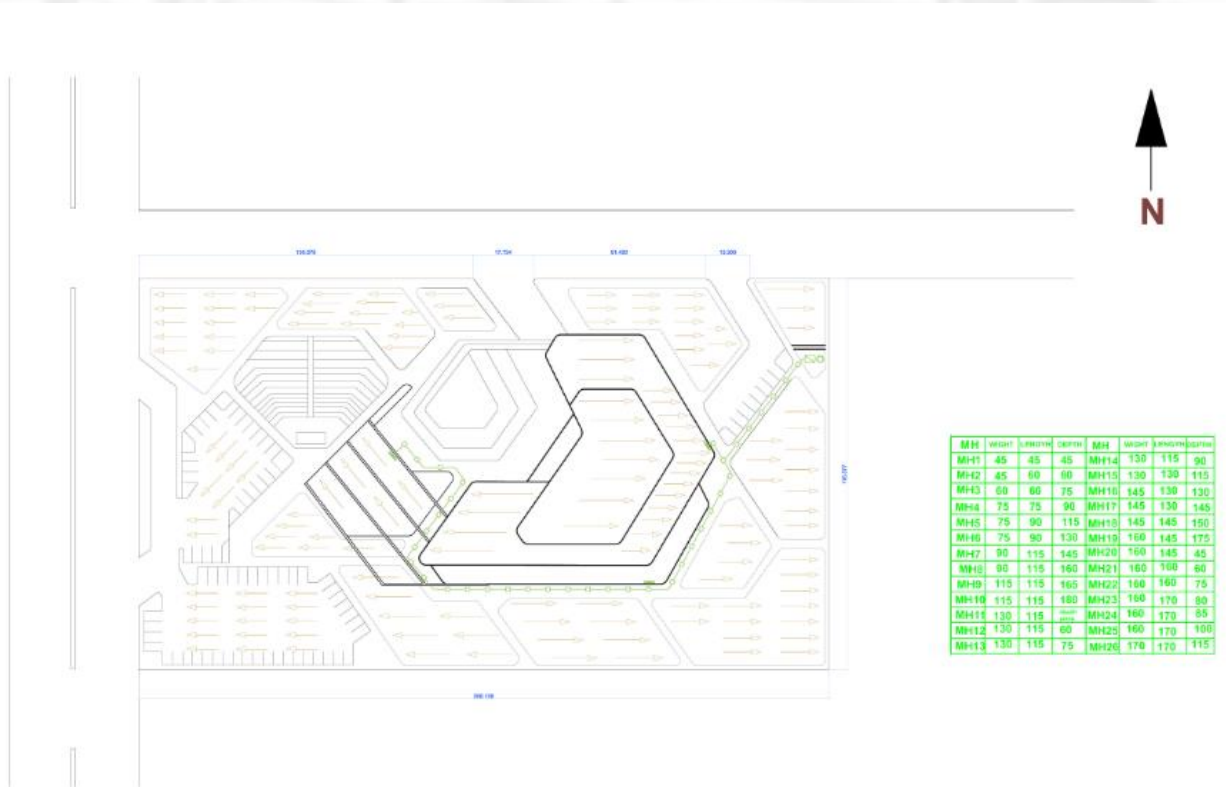 N
MH WIGHT LENGTH DEPTH MH WIGHT LENGTH DEPTH
MH1 45 45 45 MH14 130 115 90
MH2 45 60 60 MH15 130 130 115
MH3 60 60 75 MH16 145 130 130
MH4 75 75 90 MH17 145 130 145
MH5 75 90 115 MH18 145 145 150
MH6 75 90 130 MH19 160 145 175
MH7 90 115 145 MH20 160 145 45
MH8 90 115 160 MH21 160 160 60
MH9 115 115 165 MH22 160 160 75
MH10 115 115 180 MH23 160 170 80
MH11 130 115 MH24 160 170 85
MH12 130 115 60 MH25 160 170 100
MH13 130 115 75 MH26 170 170 115